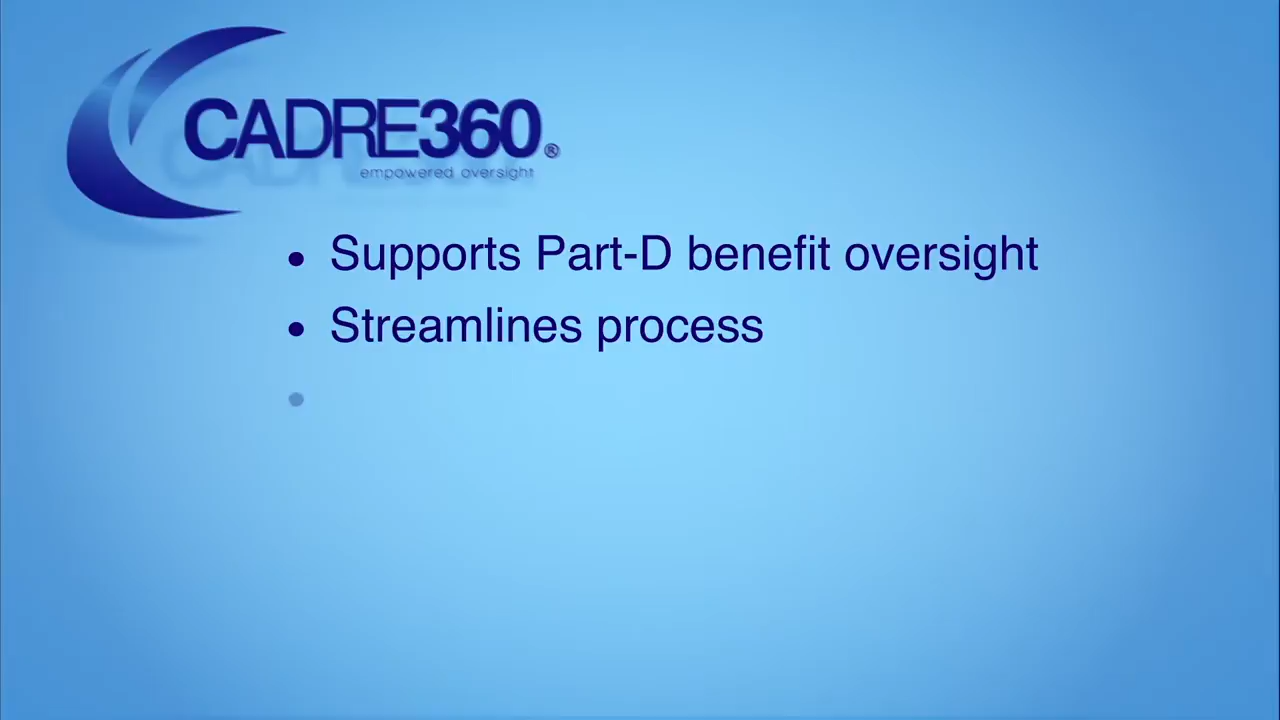 CADRE360®
empowered oversight
• Supports Part-D benefit oversight
• Streamlines process
•